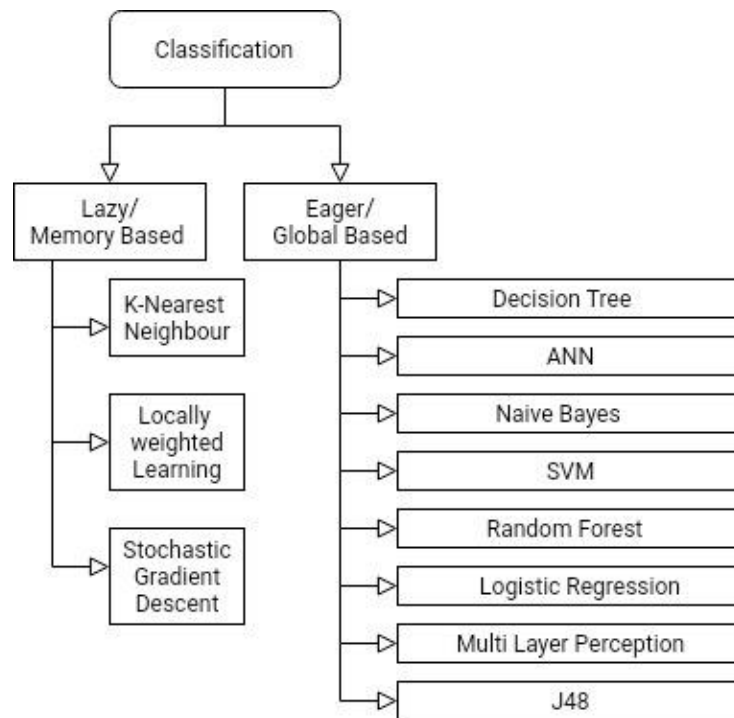 Classification
Lazy/
Memory Based
Eager/
Global Based
K-Nearest
Neighbour
Locally
weighted
Learning
Stochastic
Gradient
Descent
Decision Tree
ANN
Naive Bayes
SVM
Random Forest
Logistic Regression
Multi Layer Perception
J48